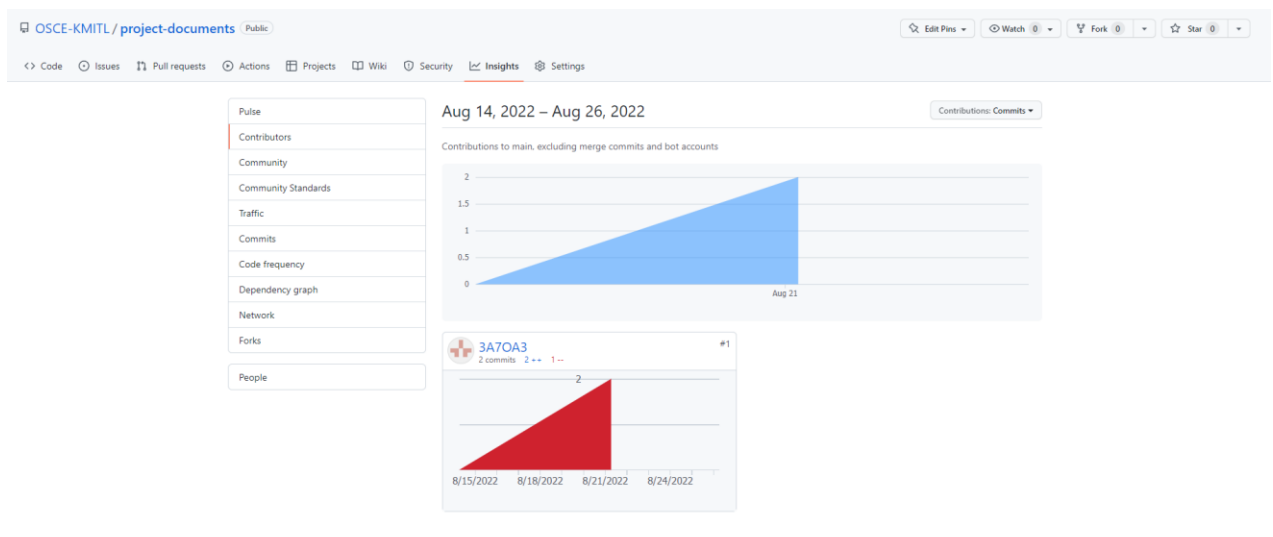 OSCE-KMITL / project-documents Public Edit Pins Watch 0 Fork 0 Star 0
<> Code Issues Pull requests Actions Projects Wiki Security Insights Settings
Pulse
Contributors
Community
Community Standards
Traffic
Commits
Code frequency
Dependency graph
Network
Forks
People
Aug 14, 2022 – Aug 26, 2022 Contributions: Commits
Contributions to main, excluding merge commits and bot accounts
2
1.5
1
0.5
0
Aug 21
3A7OA3 #1
2 commits 2 ++ 1 --
2
8/15/2022 8/18/2022 8/21/2022 8/24/2022